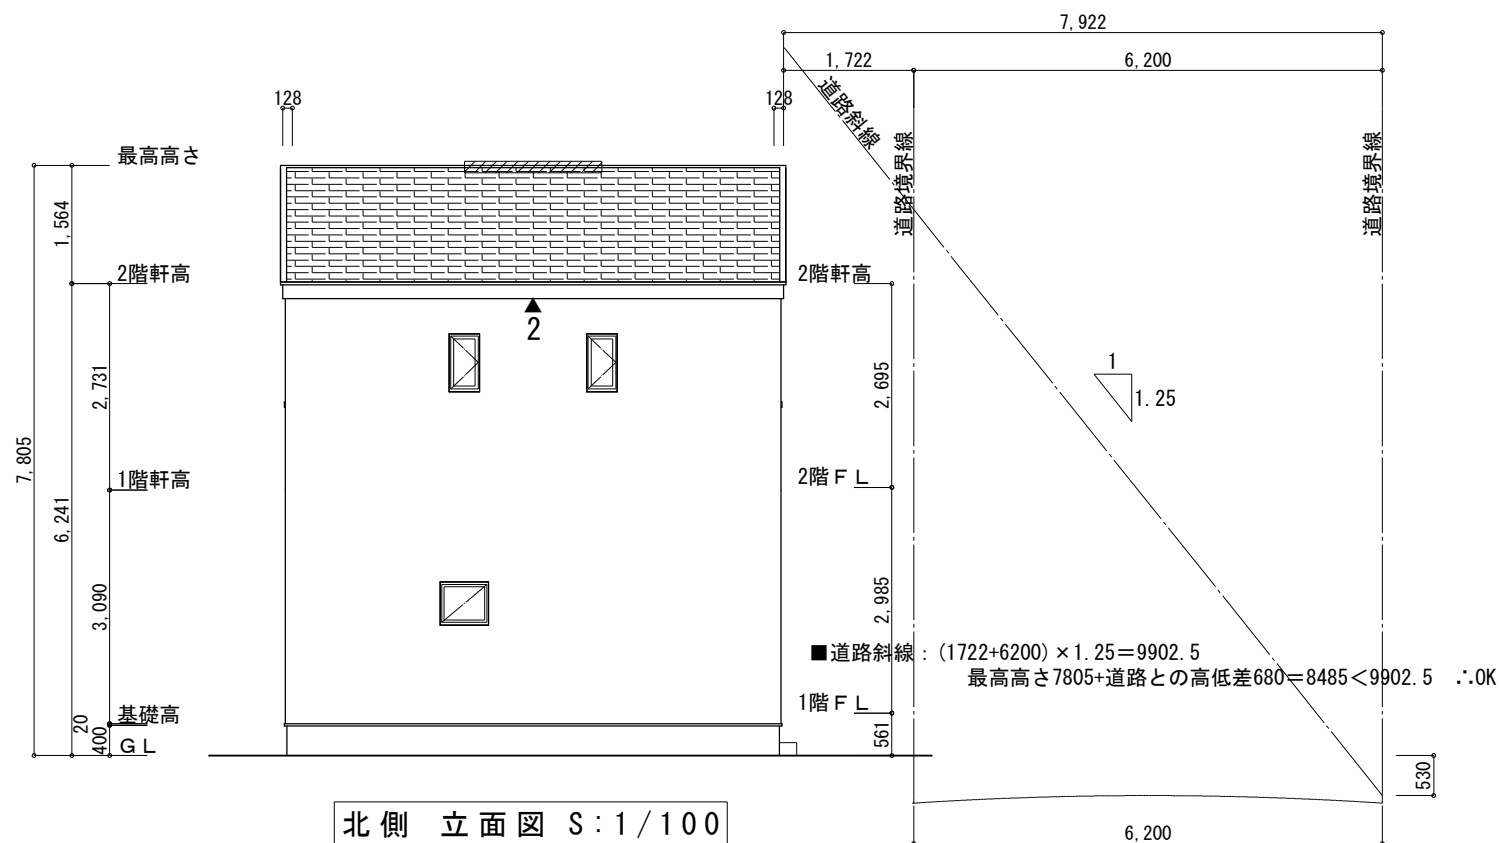 7,922
1,722
6,200
128
128
道路斜線
道路境界線
道路境界線
最高高さ
1,564
2階軒高
2階軒高
2
2,731
2,695
1
1.25
7,805
1階軒高
2階ＦＬ
6,241
3,090
2,985
■道路斜線：(1722+6200)×1.25＝9902.5
最高高さ7805+道路との高低差680＝8485＜9902.5 ∴OK
1階ＦＬ
基礎高
20
400
ＧＬ
561
530
北側 立面図 S:1/100
6,200